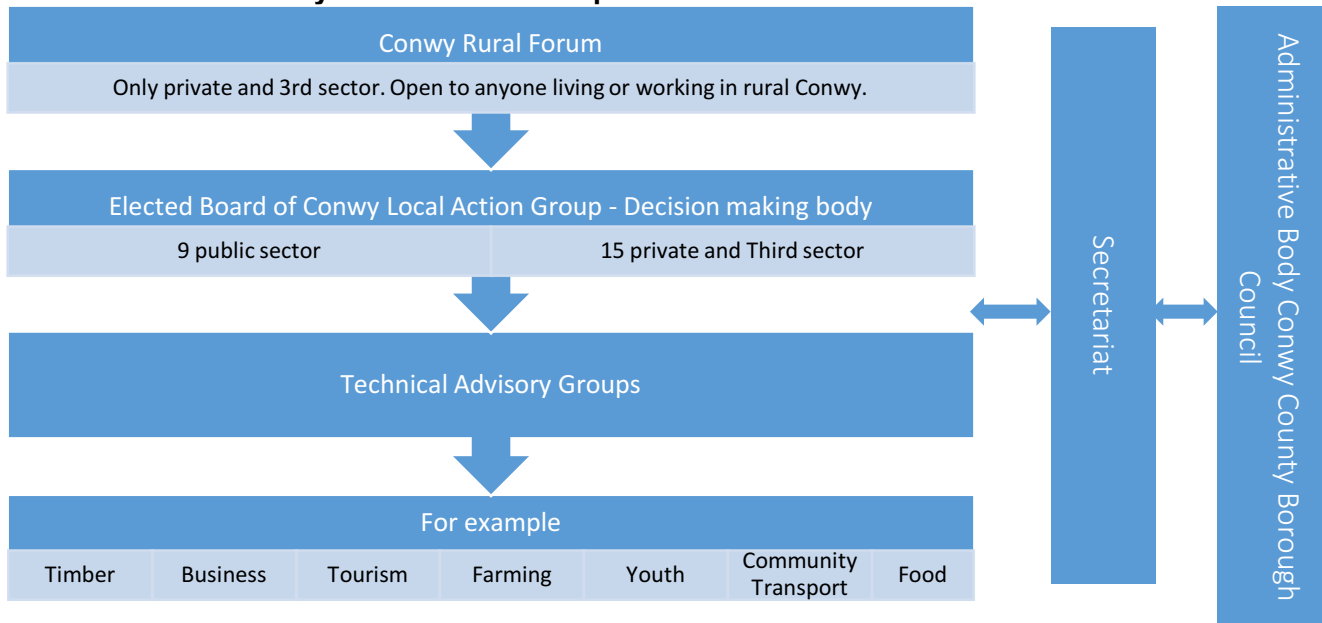 Conwy Rural Forum
Only private and 3rd sector. Open to anyone living or working in rural Conwy.
Elected Board of Conwy Local Action Group - Decision making body
9 public sector
15 private and Third sector
Technical Advisory Groups
For example
Timber
Business
Tourism
Farming
Youth
Community
Transport
Food
Secretariat
Administrative Body Conwy County Borough
Council